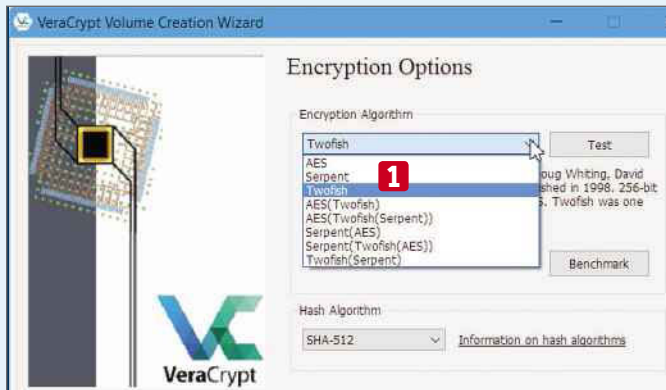 VeraCrypt Volume Creation Wizard
Encryption Options
Encryption Algorithm
Twofish
Test
AES
Serpent
1
Twofish
AES(Twofish)
AES(Twofish(Serpent))
Serpent(AES)
Serpent(Twofish(AES))
Twofish(Serpent)
oug Whiting, David
shed in 1998. 256-bit
. Twofish was one
Benchmark
Hash Algorithm
SHA-512
Information on hash algorithms
VeraCrypt